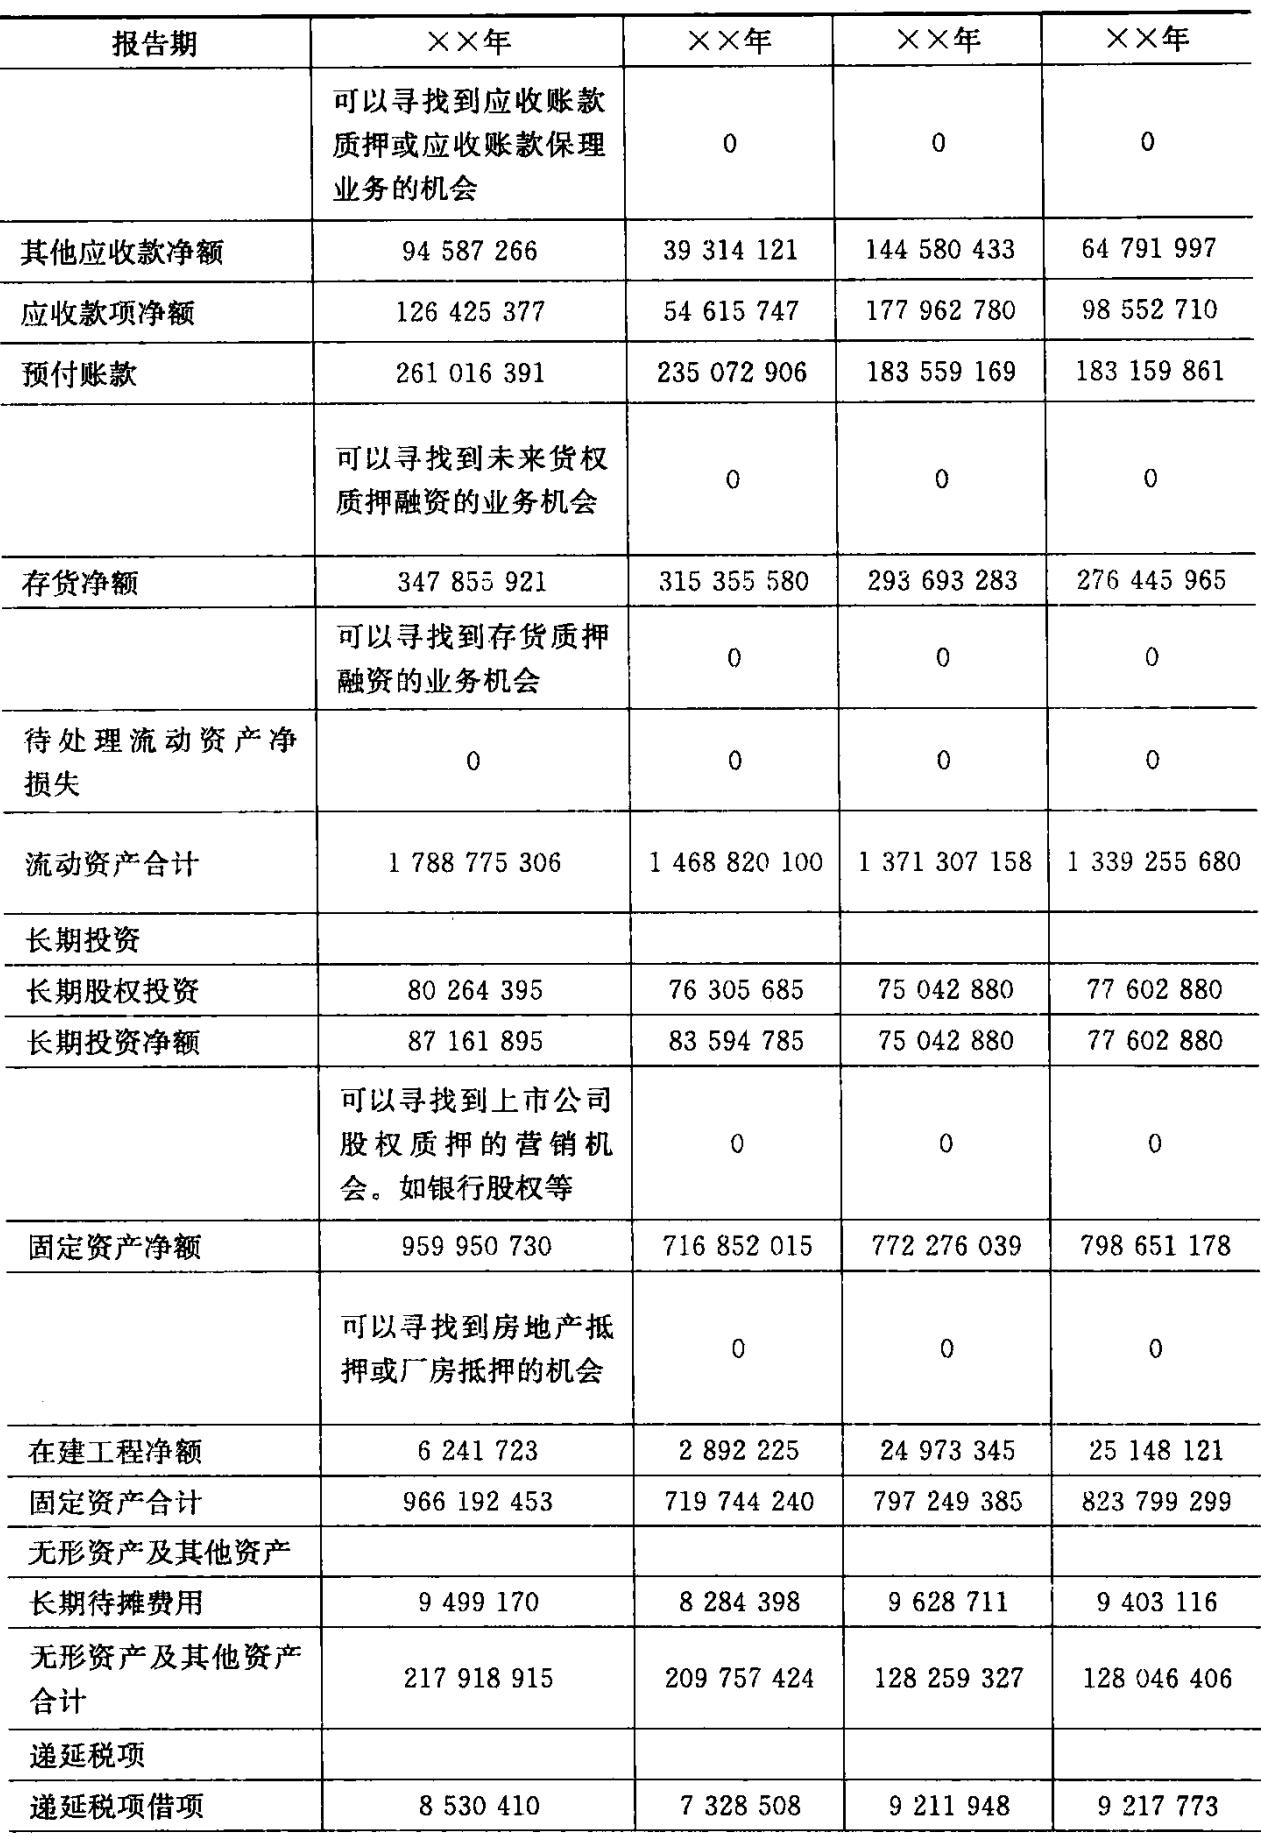 报告期 ××年 ××年 ××年 ××年
可以寻找到应收账款
质押或应收账款保理 0 0 0
业务的机会
其他应收款净额 94 587 266 39 314 121 144 580 433 64 791 997
应收款项净额 126 425 377 54 615 747 177 962 780 98 552 710
预付账款 261 016 391 235 072 906 183 559 169 183 159 861
可以寻找到未来货权
质押融资的业务机会 0 0 0
存货净额 347 855 921 315 355 580 293 693 283 276 445 965
可以寻找到存货质押
融资的业务机会 0 0 0
待处理流动资产净
损失 0 0 0 0
流动资产合计 1 788 775 306 1 468 820 100 1 371 307 158 1 339 255 680
长期投资
长期股权投资 80 264 395 76 305 685 75 042 880 77 602 880
长期投资净额 87 161 895 83 594 785 75 042 880 77 602 880
可以寻找到上市公司
股权质押的营销机 0 0 0
会。如银行股权等
固定资产净额 959 950 730 716 852 015 772 276 039 798 651 178
可以寻找到房地产抵
押或厂房抵押的机会 0 0 0
在建工程净额 6 241 723 2 892 225 24 973 345 25 148 121
固定资产合计 966 192 453 719 744 240 797 249 385 823 799 299
无形资产及其他资产
长期待摊费用 9 499 170 8 284 398 9 628 711 9 403 116
无形资产及其他资产
合计 217 918 915 209 757 424 128 259 327 128 046 406
递延税项
递延税项借项 8 530 410 7 328 508 9 211 948 9 217 773